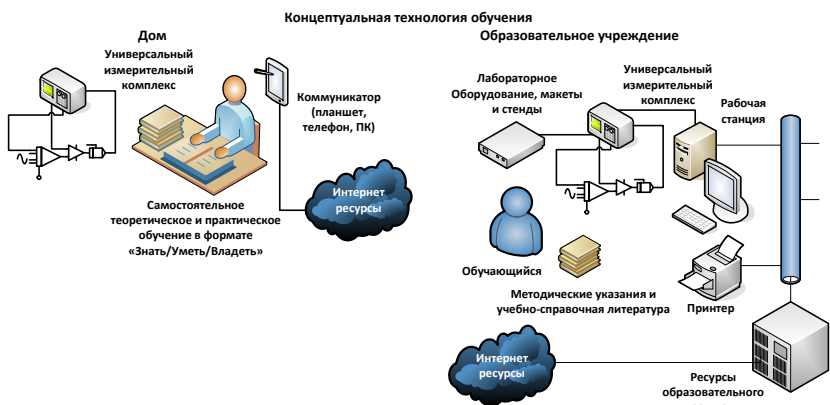 Концептуальная технология обучения
Дом
Универсальный
измерительный
комплекс
Коммуникатор
(планшет,
телефон, ПК)
Интернет
ресурсы
Самостоятельное
теоретическое и практическое
обучение в формате
«Знать/Уметь/Владеть»
Образовательное учреждение
Лабораторное
Оборудование, макеты
и стенды
Универсальный
измерительный
комплекс
Рабочая
станция
Обучающийся
Методические указания и
учебно-справочная литература
Принтер
Интернет
ресурсы
Ресурсы
образовательного